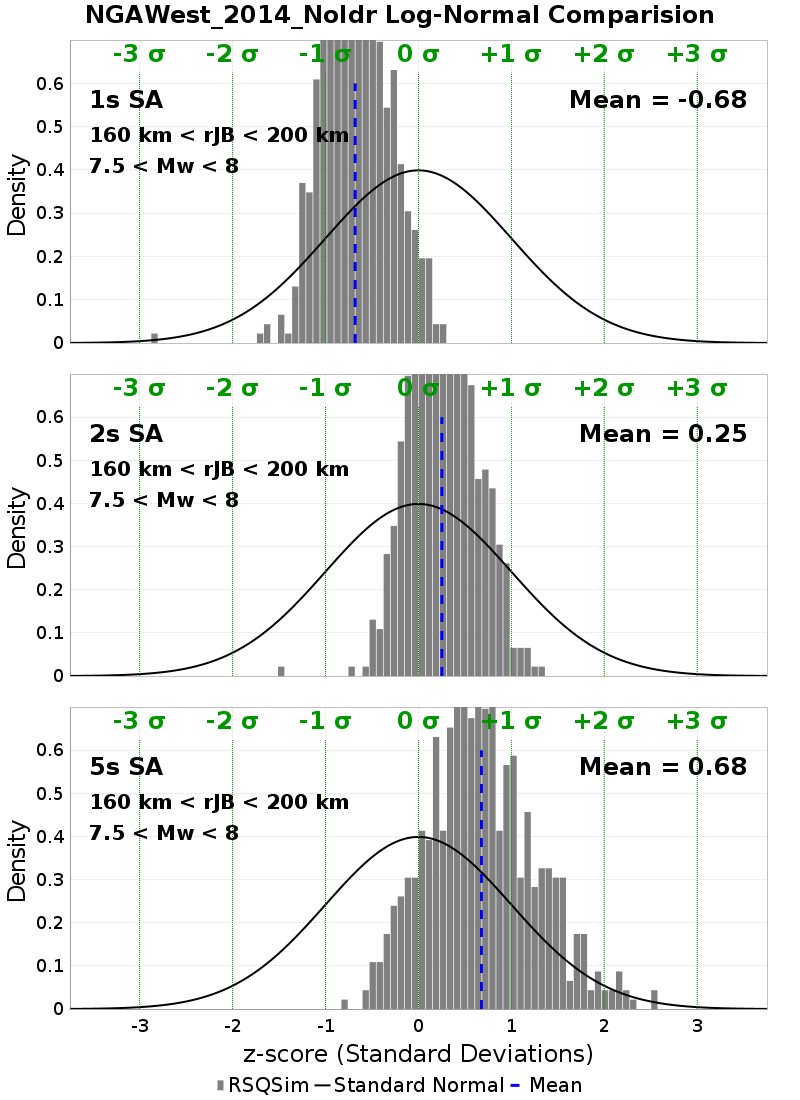 NGAWest_2014_NoIdr Log-Normal Comparision
-3 σ -2 σ -1 σ 0 σ +1 σ +2 σ +3 σ
1s SA Mean = -0.68
160 km < rJB < 200 km
7.5 < Mw < 8
Density
0.6
0.5
0.4
0.3
0.2
0.1
0
-3 σ -2 σ -1 σ 0 σ +1 σ +2 σ +3 σ
2s SA Mean = 0.25
160 km < rJB < 200 km
7.5 < Mw < 8
Density
0.6
0.5
0.4
0.3
0.2
0.1
0
-3 σ -2 σ -1 σ 0 σ +1 σ +2 σ +3 σ
5s SA Mean = 0.68
160 km < rJB < 200 km
7.5 < Mw < 8
Density
0.6
0.5
0.4
0.3
0.2
0.1
0
-3 -2 -1 0 1 2 3
z-score (Standard Deviations)
RSQSim Standard Normal Mean